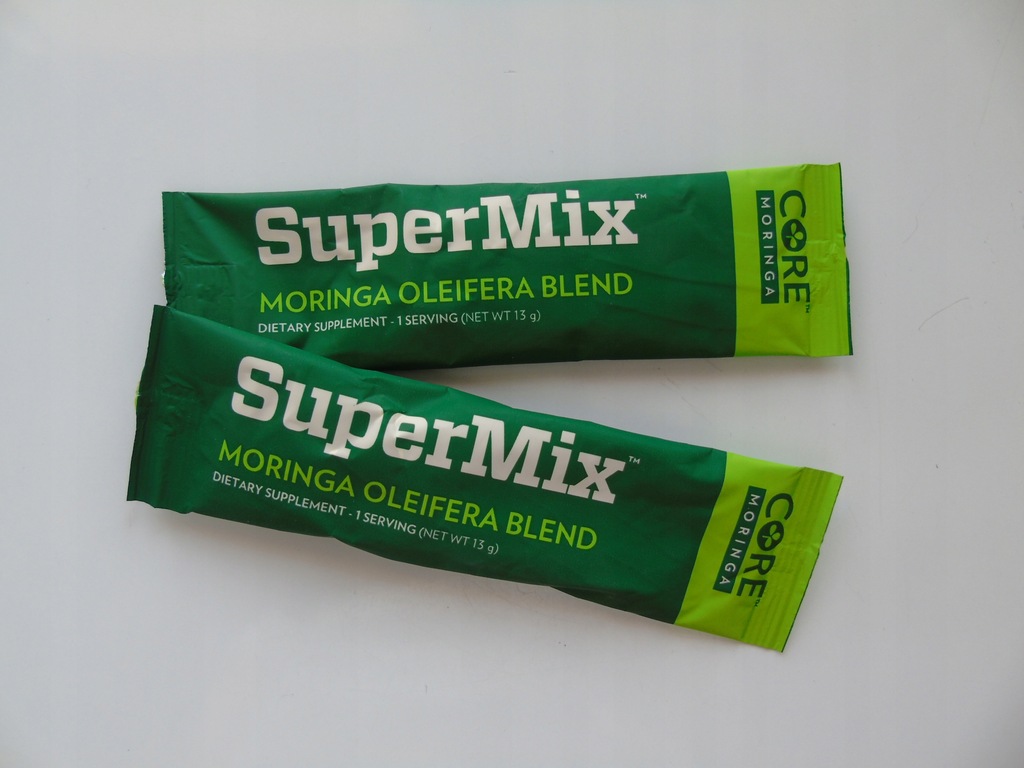 SuperMix™
MORINGA OLEIFERA BLEND
DIETARY SUPPLEMENT - 1 SERVING (NET WT 13 g)
CORE™
MORINGA
SuperMix™
MORINGA OLEIFERA BLEND
DIETARY SUPPLEMENT - 1 SERVING (NET WT 13 g)
CORE™
MORINGA